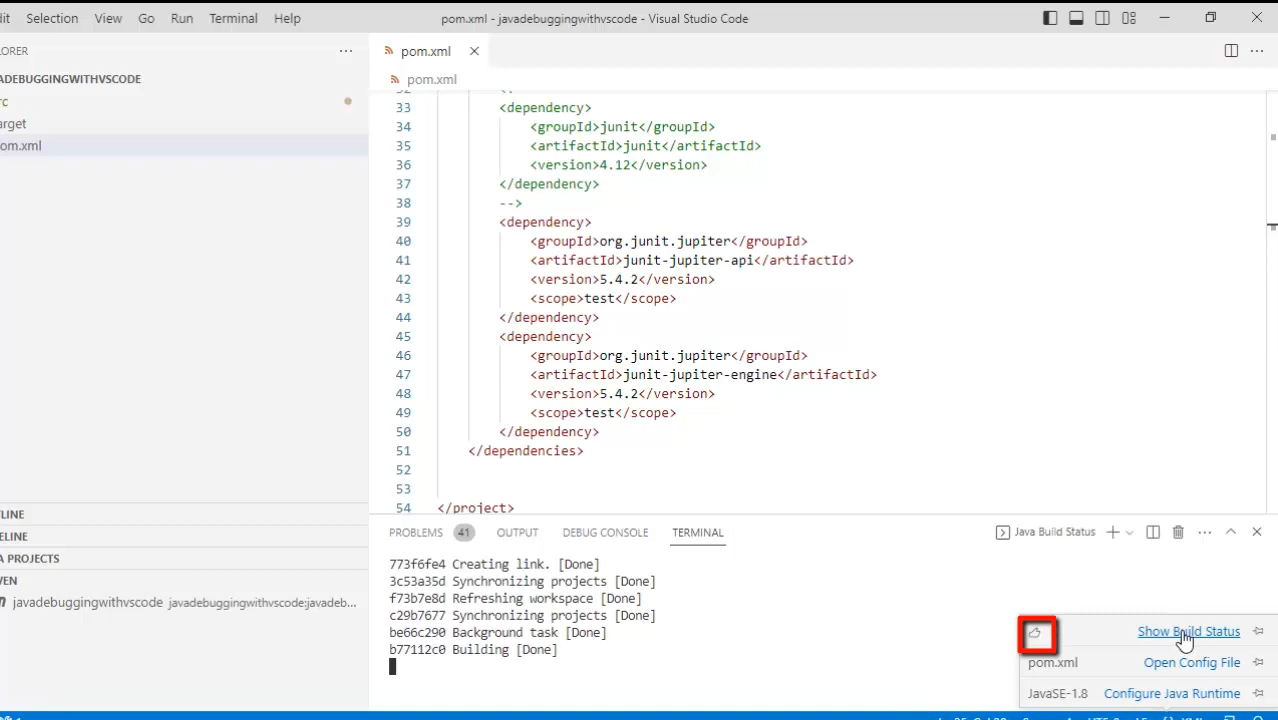 dit Selection View Go Run Terminal Help pom.xml - javadebuggingwithvscode - Visual Studio Code
ORER
pom.xml
ADEBUGGINGWITHVSCODE
pom.xml
rc
arget
om.xml
33 <dependency>
34 <groupId>junit</groupId>
35 <artifactId>junit</artifactId>
36 <version>4.12</version>
37 </dependency>
38 -->
39 <dependency>
40 <groupId>org.junit.jupiter</groupId>
41 <artifactId>junit-jupiter-api</artifactId>
42 <version>5.4.2</version>
43 <scope>test</scope>
44 </dependency>
45 <dependency>
46 <groupId>org.junit.jupiter</groupId>
47 <artifactId>junit-jupiter-engine</artifactId>
48 <version>5.4.2</version>
49 <scope>test</scope>
50 </dependency>
51 </dependencies>
52
53
54 </project>
LINE
ELINE
A PROJECTS
VEN
javadebuggingwithvscode javadebuggingwithvscode:javadeb...
PROBLEMS 41 OUTPUT DEBUG CONSOLE TERMINAL Java Build Status
773f6fe4 Creating link. [Done]
3c53a35d Synchronizing projects [Done]
f73b7e8d Refreshing workspace [Done]
c29b7677 Synchronizing projects [Done]
be66c290 Background task [Done]
b77112c0 Building [Done]
Show Build Status
pom.xml Open Config File
JavaSE-1.8 Configure Java Runtime